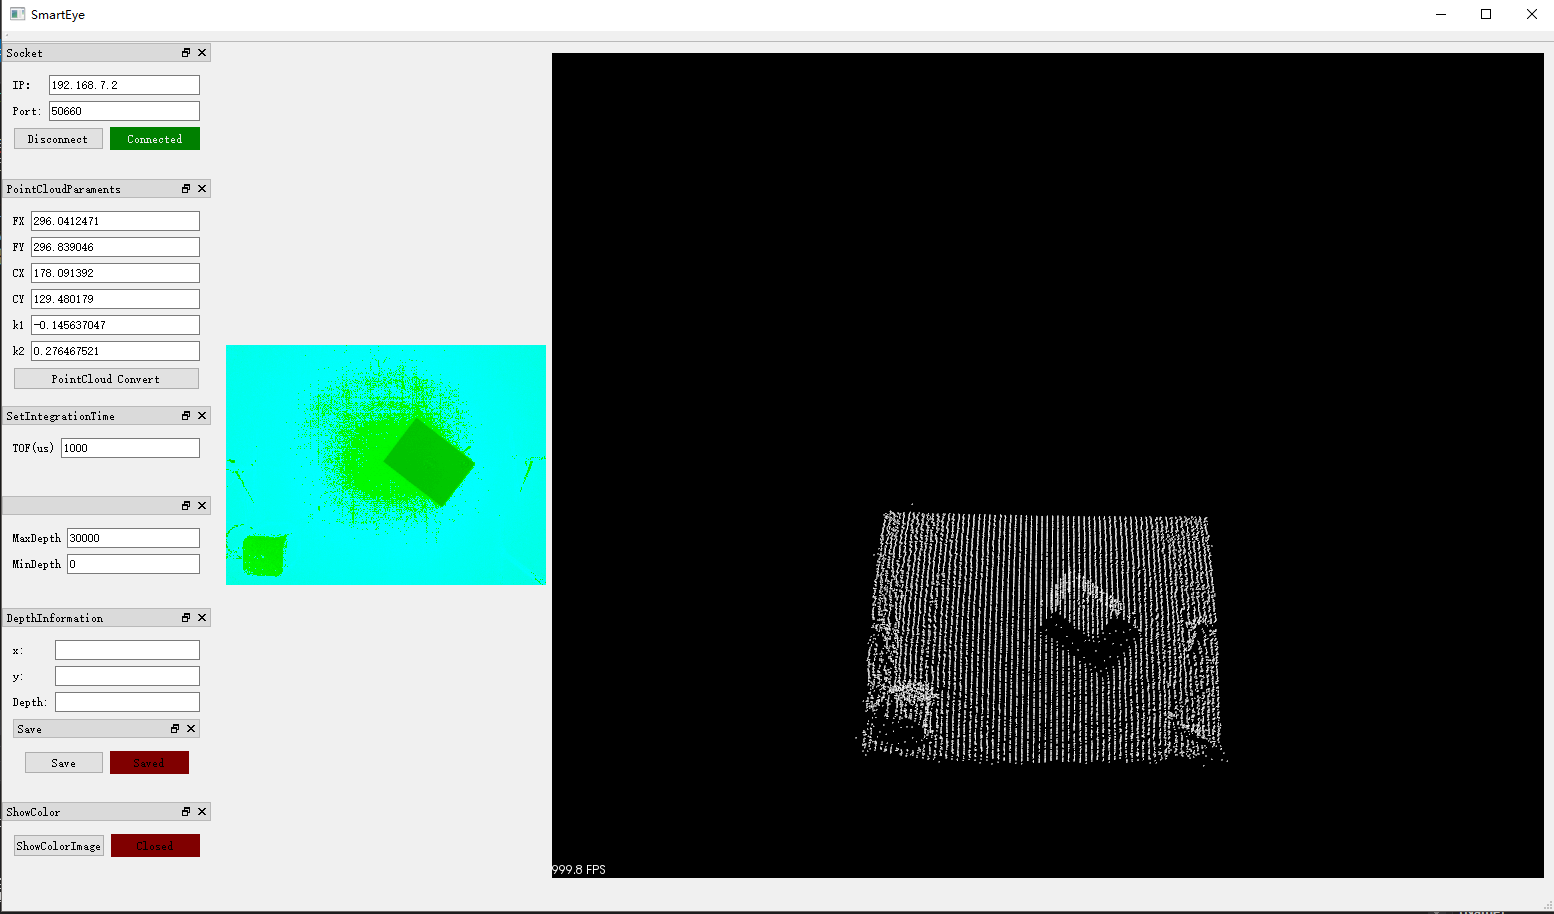 SmartEye
Socket
IP: 192.168.7.2
Port: 50660
Disconnect Connected
PointCloudParaments
FX 296.0412471
FY 296.839046
CX 178.091392
CY 129.480179
k1 -0.145637047
k2 0.276467521
PointCloud Convert
SetIntegrationTime
TOF(us) 1000
MaxDepth 30000
MinDepth 0
DepthInformation
x:
y:
Depth:
Save
Save Saved
ShowColor
ShowColorImage Closed
999.8 FPS